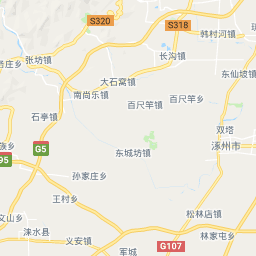 S320
S318
韩村河镇
张坊镇
长沟镇
大石窝镇
东仙坡镇
南尚乐镇
百尺竿镇
百尺竿乡
石亭镇
双塔
涿州市
G5
东城坊镇
95
孙家庄乡
王村乡
松林店镇
文山乡
涞水县
义安镇
林家屯乡
G107
军城